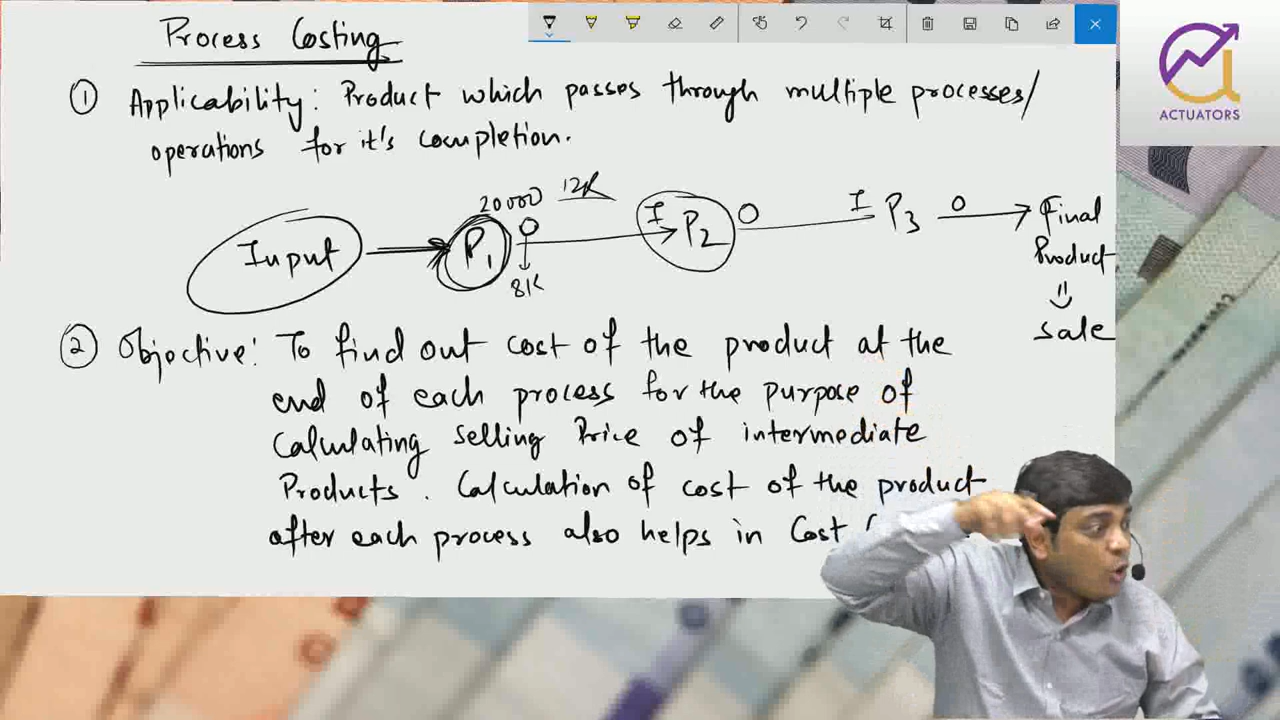 Process Costing
ACTUATORS
① Applicability: Product which passes through multiple processes/
operations for it's completion.
20000 12K
Input P1 O I P2 O I P3 O Final
8K
Product
sale
② Objective: To find out cost of the product at the
end of each process for the purpose of
Calculating Selling Price of intermediate
Products. Calculation of cost of the product
after each process also helps in Cost